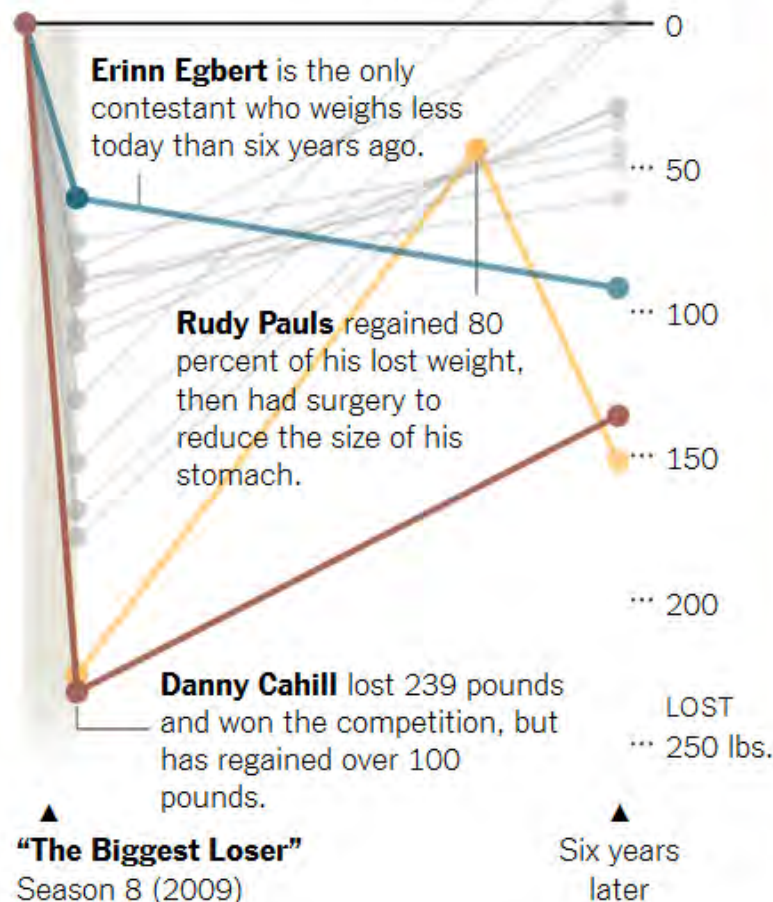 0
Erinn Egbert is the only
contestant who weighs less
today than six years ago.
··· 50
··· 100
Rudy Pauls regained 80
percent of his lost weight,
then had surgery to
reduce the size of his
stomach.
··· 150
··· 200
Danny Cahill lost 239 pounds
and won the competition, but
has regained over 100
pounds.
LOST
··· 250 lbs.
“The Biggest Loser”
Season 8 (2009)
Six years
later